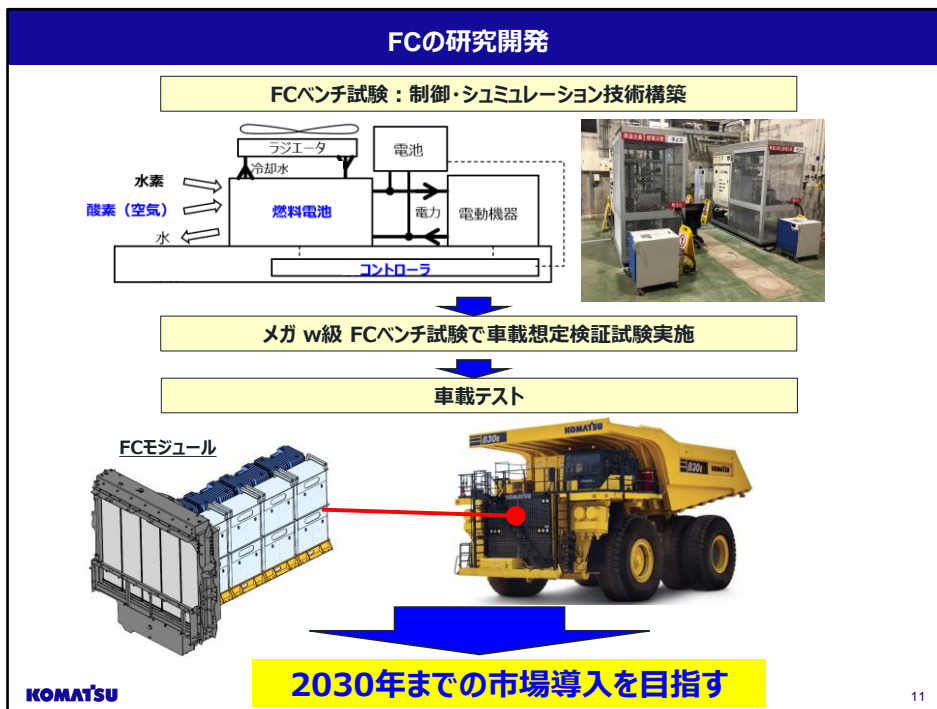 FCの研究開発
FCベンチ試験：制御・シュミレーション技術構築
ラジエータ
冷却水
電池
水素
酸素（空気）
水
燃料電池
電力
電動機器
コントローラ
メガ w級 FCベンチ試験で車載想定検証試験実施
車載テスト
FCモジュール
830E
KOMATSU
KOMATSU
830E
KOMATSU
2030年までの市場導入を目指す
KOMATSU
11